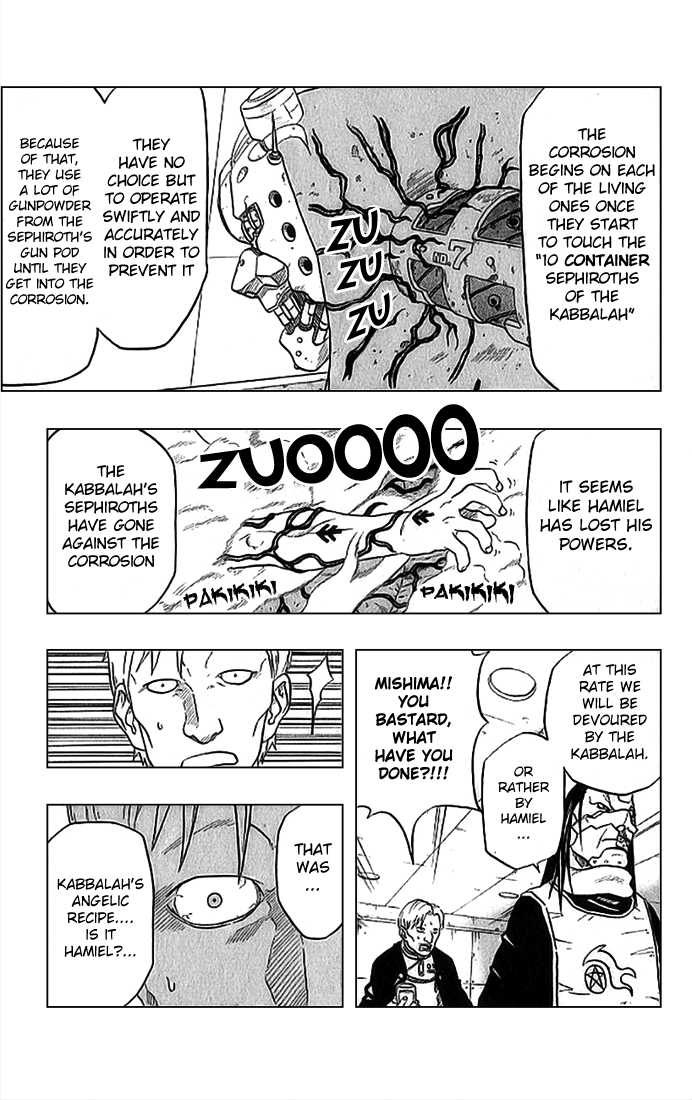 THE
CORROSION
BEGINS ON EACH
OF THE LIVING
ONES ONCE
THEY START
TO TOUCH THE
"10 CONTAINER
SEPHIROTHS
OF THE
KABBALAH"
NO. 7
ZU
ZU
ZU
THEY
HAVE NO
CHOICE BUT
TO OPERATE
SWIFTLY AND
ACCURATELY
IN ORDER TO
PREVENT IT
BECAUSE
OF THAT,
THEY USE
A LOT OF
GUNPOWDER
FROM THE
SEPHIROTH'S
GUN POD
UNTIL THEY
GET INTO THE
CORROSION.
IT SEEMS
LIKE HAMIEL
HAS LOST HIS
POWERS.
ZUOOOO
PAKIKIKI
PAKIKIKI
THE
KABBALAH'S
SEPHIROTHS
HAVE GONE
AGAINST THE
CORROSION
AT THIS
RATE WE
WILL BE
DEVOURED
BY THE
KABBALAH.
OR
RATHER
BY
HAMIEL
...
MISHIMA!!
YOU
BASTARD,
WHAT
HAVE YOU
DONE?!!!
THAT
WAS
...
KABBALAH'S
ANGELIC
RECIPE....
IS IT
HAMIEL?...